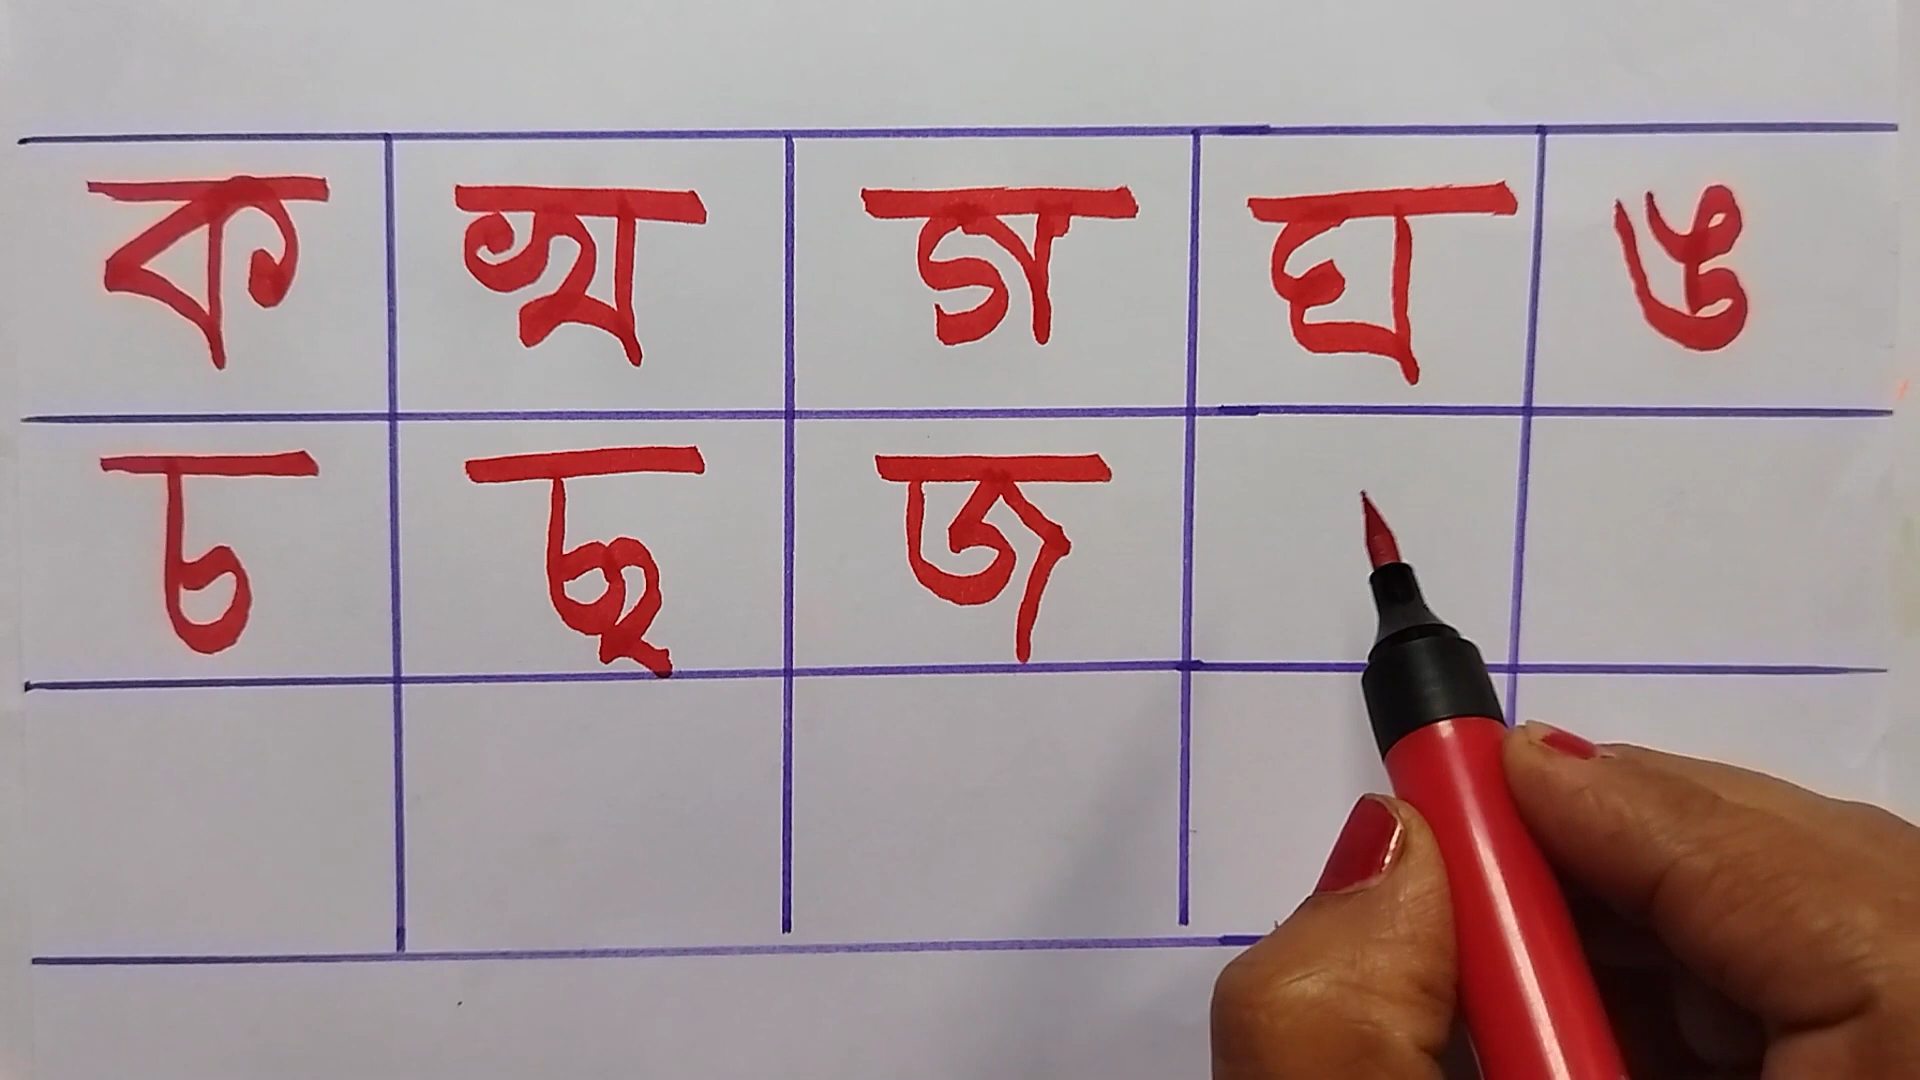 ক খ গ ঘ ঙ
চ ছ জ